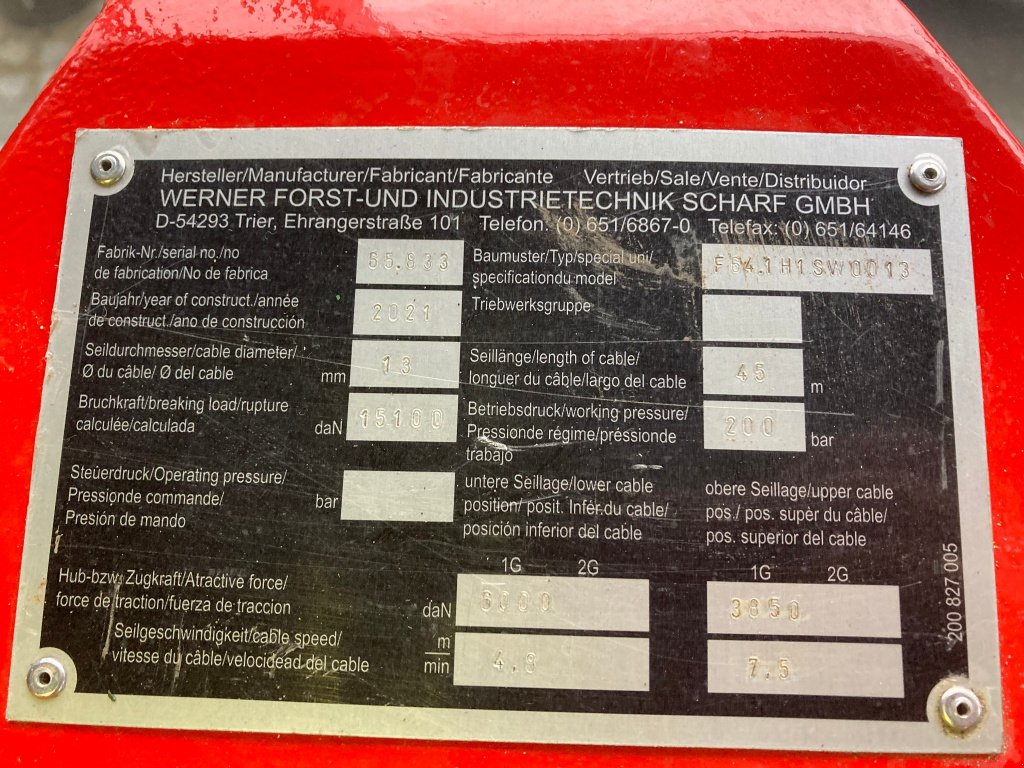 Hersteller/Manufacturer/Fabricant/Fabricante Vertrieb/Sale/Vente/Distribuidor
WERNER FORST-UND INDUSTRIETECHNIK SCHARF GMBH
D-54293 Trier, Ehrangerstraße 101 Telefon: (0) 651/6867-0 Telefax: (0) 651/64146
Fabrik-Nr./serial no./no
de fabrication/No de fabrica
65.833
Baumuster/Typ/special uni/
specificationdu model
F64.1H1SW0013
Baujahr/year of construct./année
de construct./ano de construcción
2021
Triebwerksgruppe
Seildurchmesser/cable diameter/
Ø du câble/ Ø del cable
mm 13
Seillänge/length of cable/
longuer du câble/largo del cable
45 m
Bruchkraft/breaking load/rupture
calculée/calculada
daN 15100
Betriebsdruck/working pressure/
Pressionde régime/préssionde
trabajo
200 bar
Steüerdruck/Operating pressure/
Pressionde commande/
Presión de mando
bar
untere Seillage/lower cable
position/ posit. Infér.du cable/
posición inferior del cable
obere Seillage/upper cable
pos./ pos. supèr du câble/
pos. superior del cable
1G 2G 1G 2G
Hub-bzw. Zugkraft/Atractive force/
force de traction/fuerza de traccion
daN 6000 3850
Seilgeschwindigkeit/cable speed/
vitesse du câble/velocidead del cable
m
min
4,8 7,5
200 8227 005